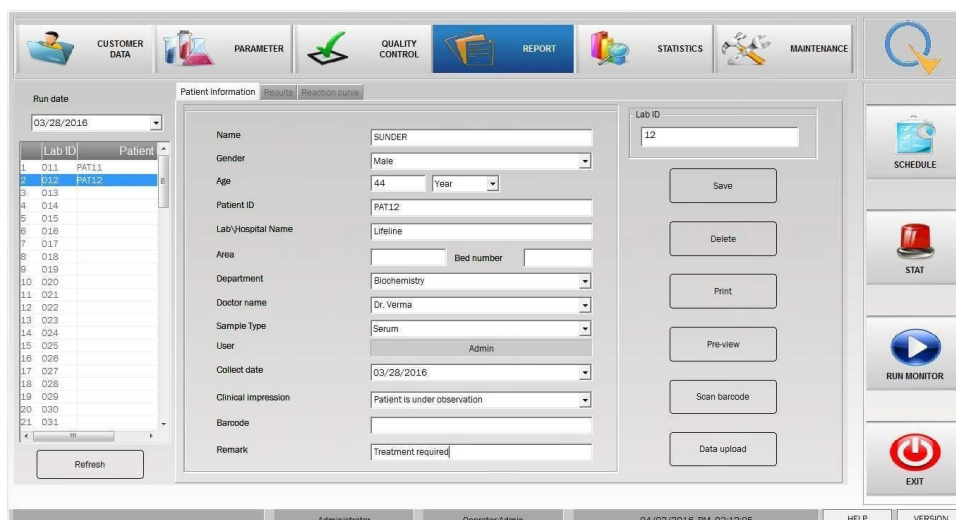 CUSTOMER DATA
PARAMETER
QUALITY CONTROL
REPORT
STATISTICS
MAINTENANCE
Run date
03/28/2016
Lab ID Patient
1 011 PAT11
2 012 PAT12
3 013
4 014
5 015
6 016
7 017
8 018
9 019
10 020
11 021
12 022
13 023
14 024
15 025
16 026
17 027
18 028
19 029
20 030
21 031
Refresh
Patient Information Results Reaction curve
Name SUNDER
Gender Male
Age 44 Year
Patient ID PAT12
Lab\Hospital Name Lifeline
Area Bed number
Department Biochemistry
Doctor name Dr. Verma
Sample Type Serum
User Admin
Collect date 03/28/2016
Clinical impression Patient is under observation
Barcode
Remark Treatment required
Lab ID
12
Save
Delete
Print
Pre-view
Scan barcode
Data upload
SCHEDULE
STAT
RUN MONITOR
EXIT
Administrator
HELP
VERSION